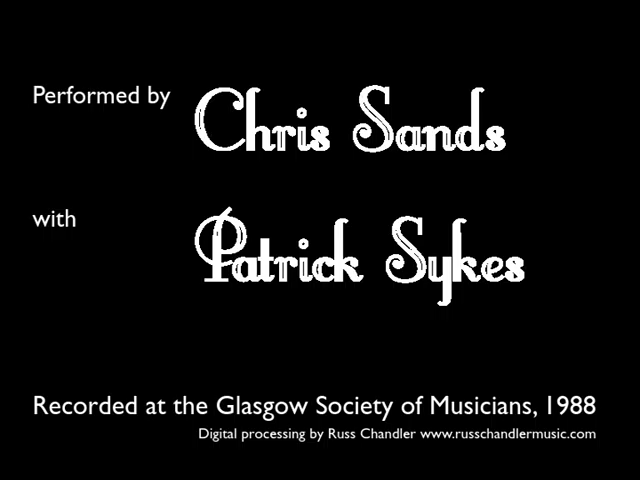 Performed by Chris Sands
with Patrick Sykes
Recorded at the Glasgow Society of Musicians, 1988
Digital processing by Russ Chandler www.russchandlermusic.com